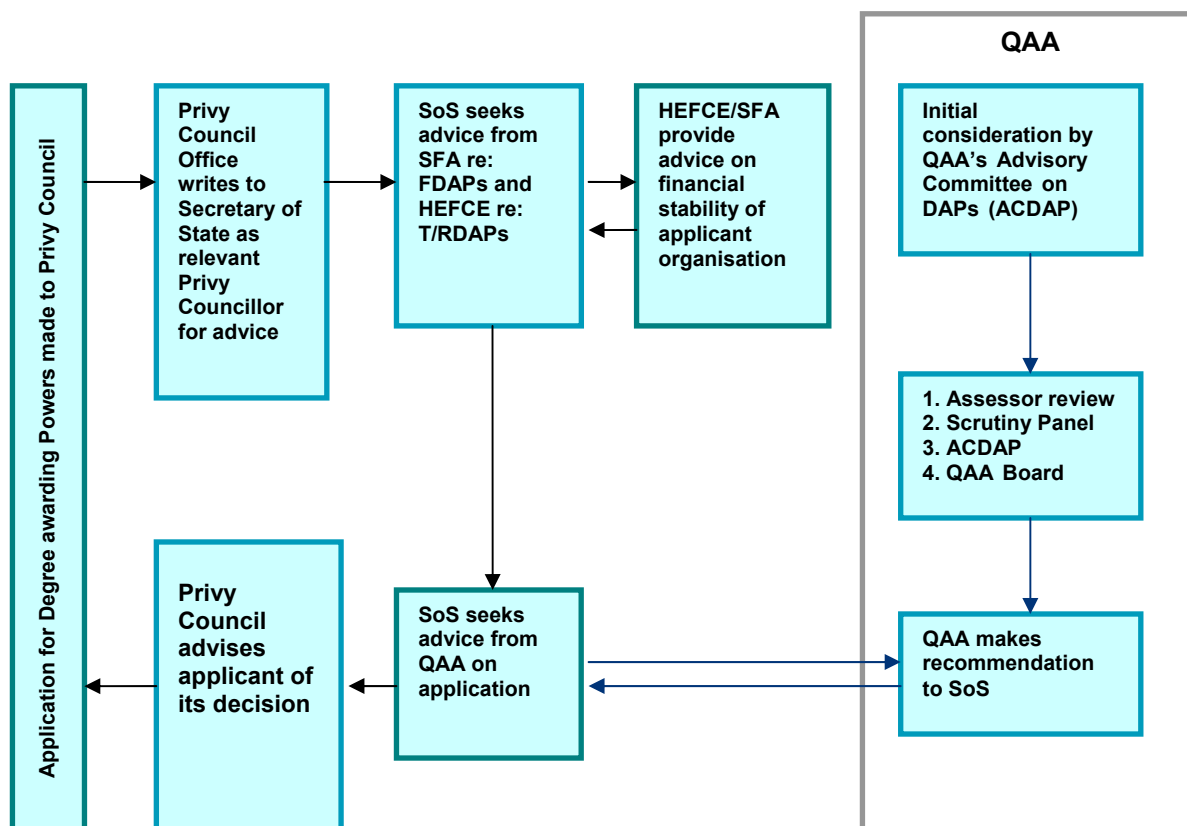 Application for Degree awarding Powers made to Privy Council
Privy
Council
Office
writes to
Secretary of
State as
relevant
Privy
Councillor
for advice
SoS seeks
advice from
SFA re:
FDAPs and
HEFCE re:
T/RDAPs
HEFCE/SFA
provide
advice on
financial
stability of
applicant
organisation
QAA
Initial
consideration by
QAA's Advisory
Committee on
DAPs (ACDAP)
1. Assessor review
2. Scrutiny Panel
3. ACDAP
4. QAA Board
Privy
Council
advises
applicant of
its decision
SoS seeks
advice from
QAA on
application
QAA makes
recommendation
to SoS